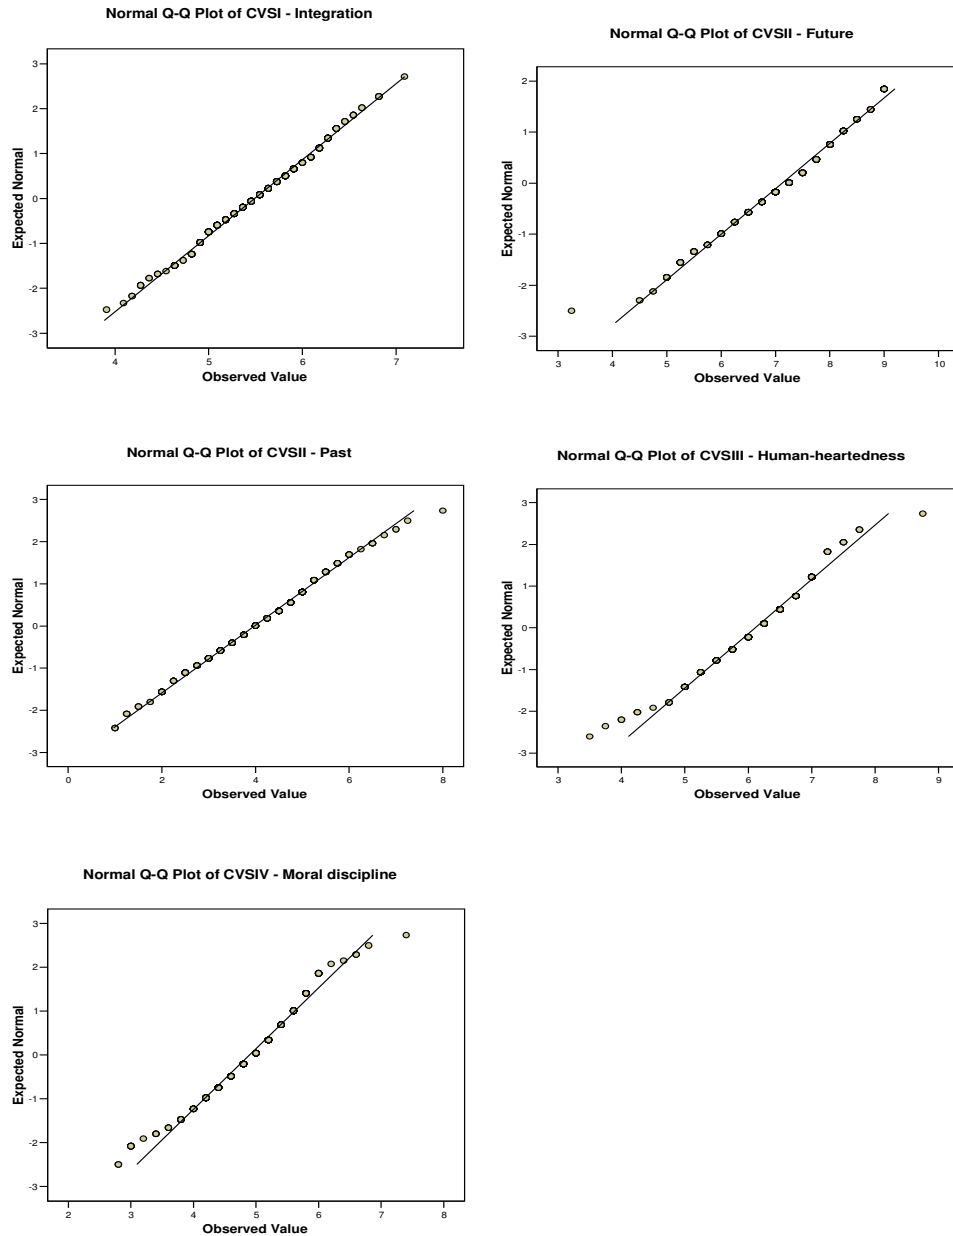 Normal Q-Q Plot of CVSI - Integration
Expected Normal
3
2
1
0
-1
-2
-3
4 5 6 7
Observed Value
Normal Q-Q Plot of CVSII - Future
Expected Normal
2
1
0
-1
-2
-3
3 4 5 6 7 8 9 10
Observed Value
Normal Q-Q Plot of CVSII - Past
Expected Normal
3
2
1
0
-1
-2
-3
0 2 4 6 8
Observed Value
Normal Q-Q Plot of CVSIII - Human-heartedness
Expected Normal
3
2
1
0
-1
-2
-3
3 4 5 6 7 8 9
Observed Value
Normal Q-Q Plot of CVSIV - Moral discipline
Expected Normal
3
2
1
0
-1
-2
-3
2 3 4 5 6 7 8
Observed Value